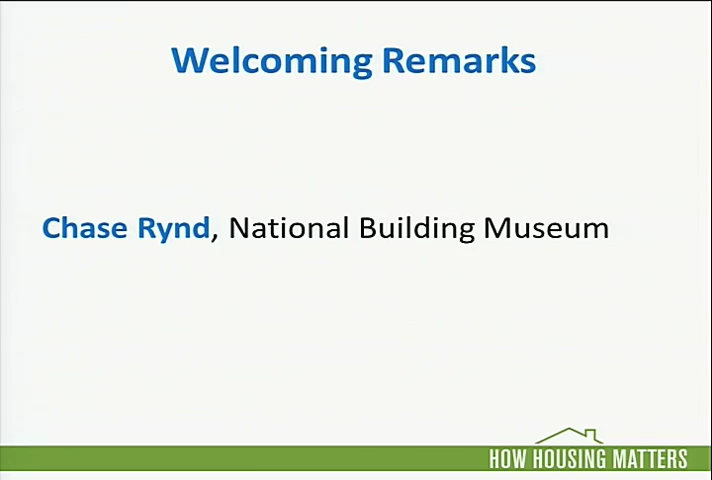 Welcoming Remarks
Chase Rynd, National Building Museum
HOW HOUSING MATTERS